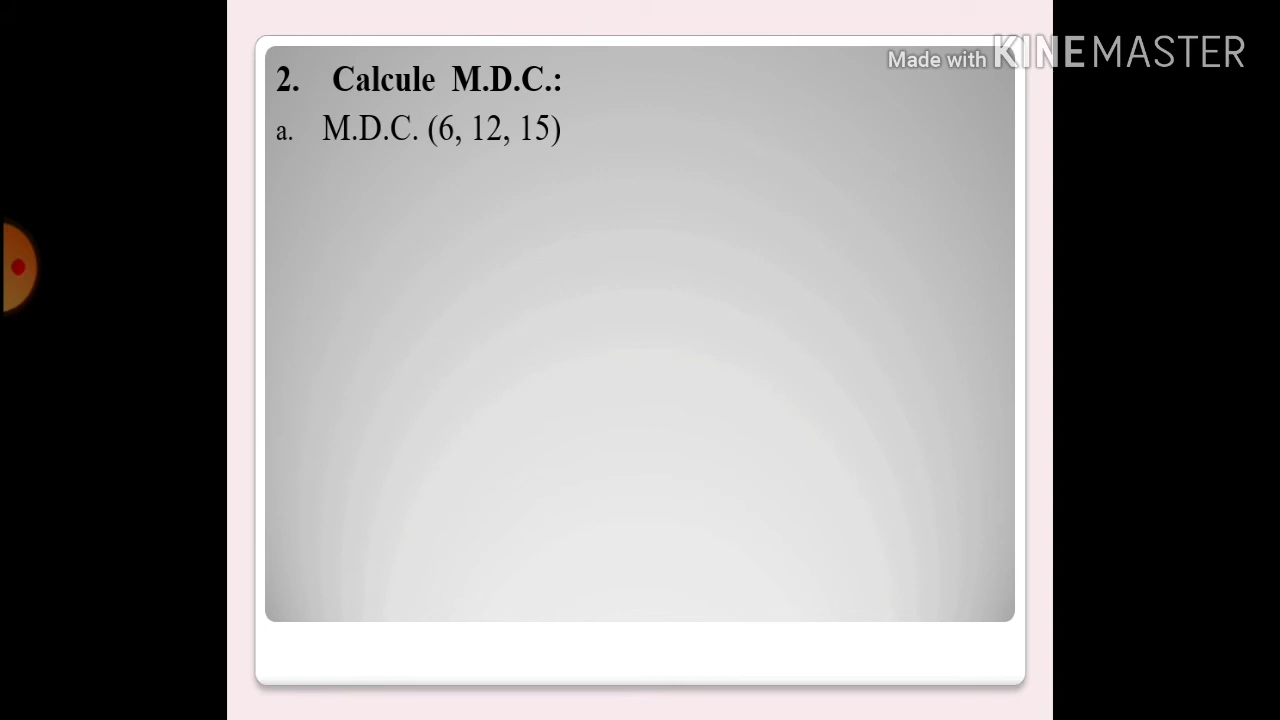 Made with KINEMASTER
2. Calcule M.D.C.:
a. M.D.C. (6, 12, 15)